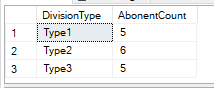 DivisionType AbonentCount
1 Type1 5
2 Type2 6
3 Type3 5